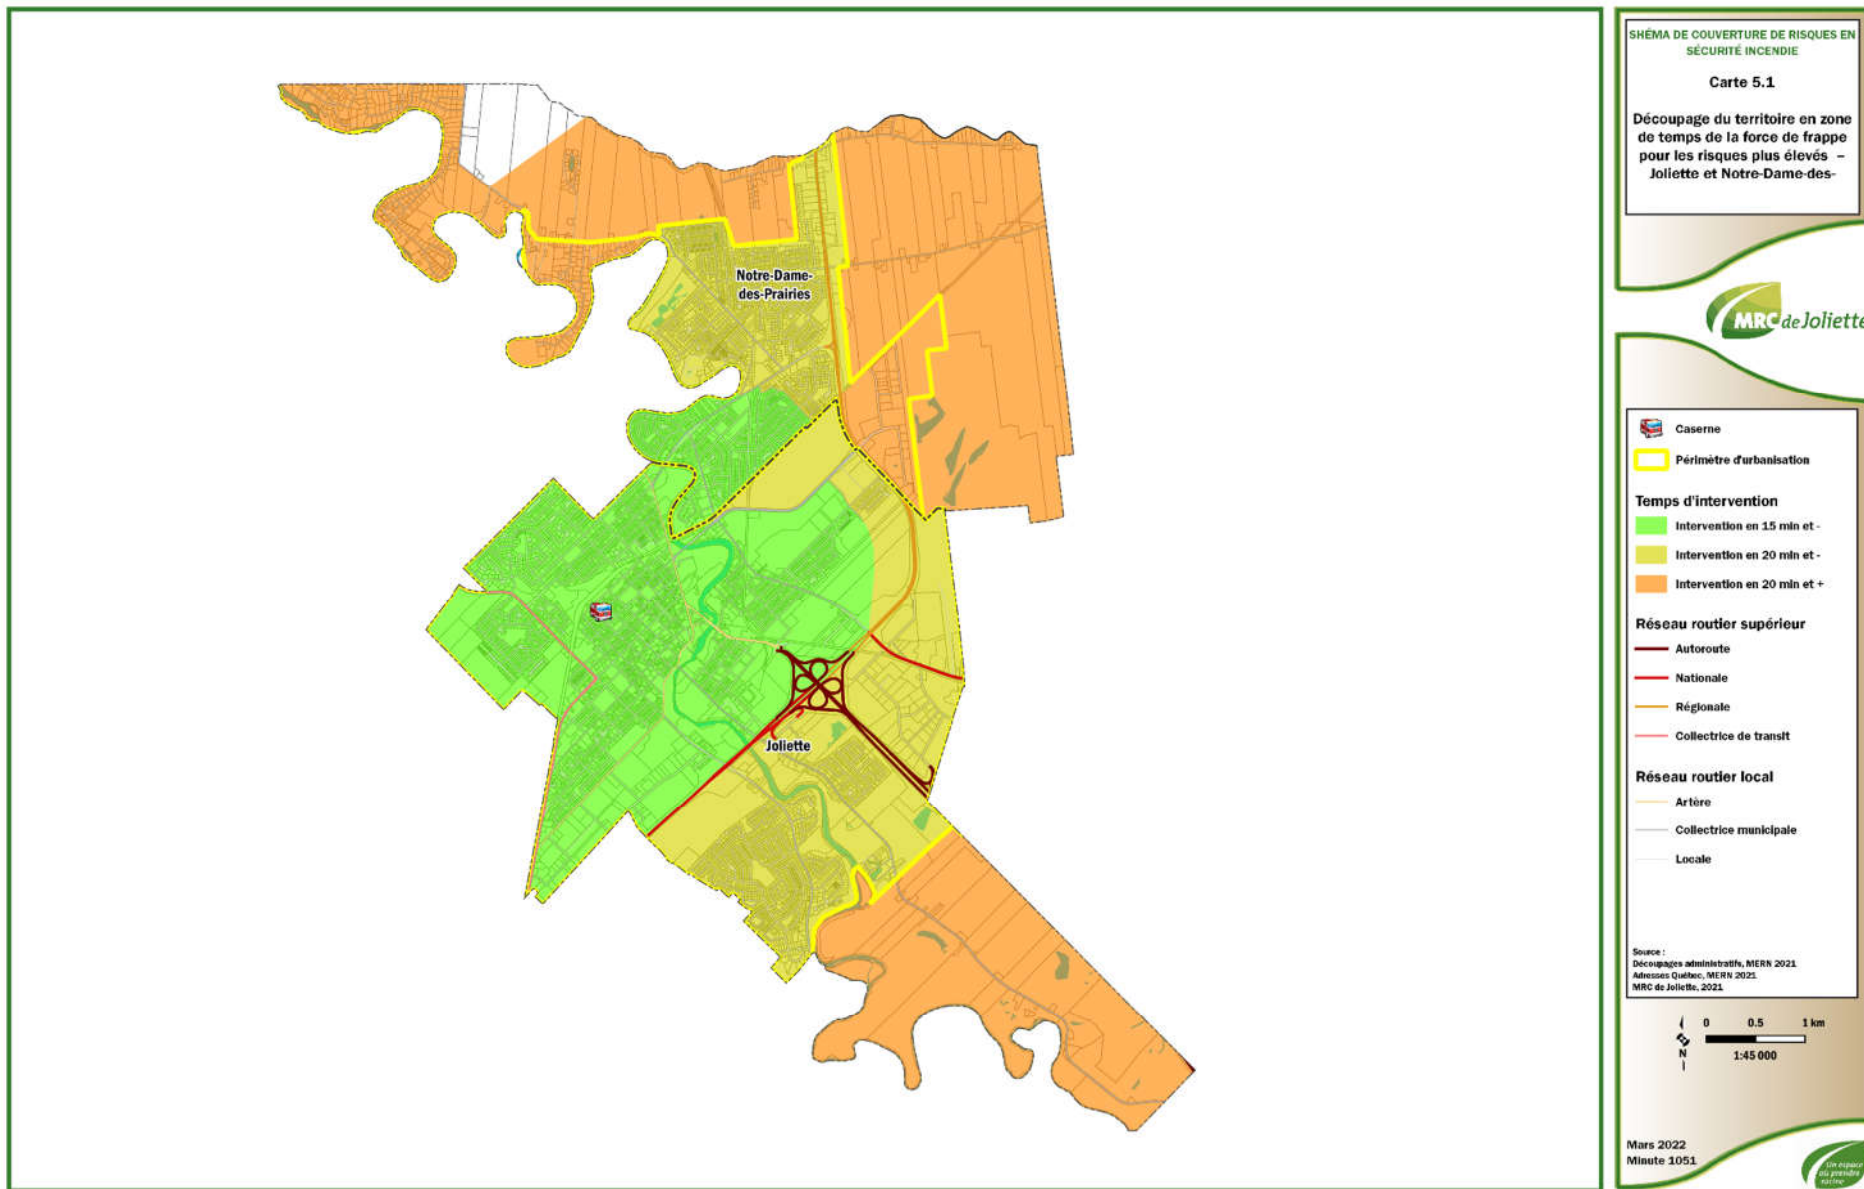 SHÉMA DE COUVERTURE DE RISQUES EN
SÉCURITÉ INCENDIE
Carte 5.1
Découpage du territoire en zone
de temps de la force de frappe
pour les risques plus élevés –
Joliette et Notre-Dame-des-
MRC de Joliette
Notre-Dame-
des-Prairies
Joliette
Caserne
Périmètre d'urbanisation
Temps d'intervention
Intervention en 15 min et -
Intervention en 20 min et -
Intervention en 20 min et +
Réseau routier supérieur
Autoroute
Nationale
Régionale
Collectrice de transit
Réseau routier local
Artère
Collectrice municipale
Locale
Source :
Découpages administratifs, MERN 2021
Adresses Québec, MERN 2021
MRC de Joliette, 2021
0 0.5 1 km
1:45 000
N
Mars 2022
Minute 1051
Un espace
où prendre
racine